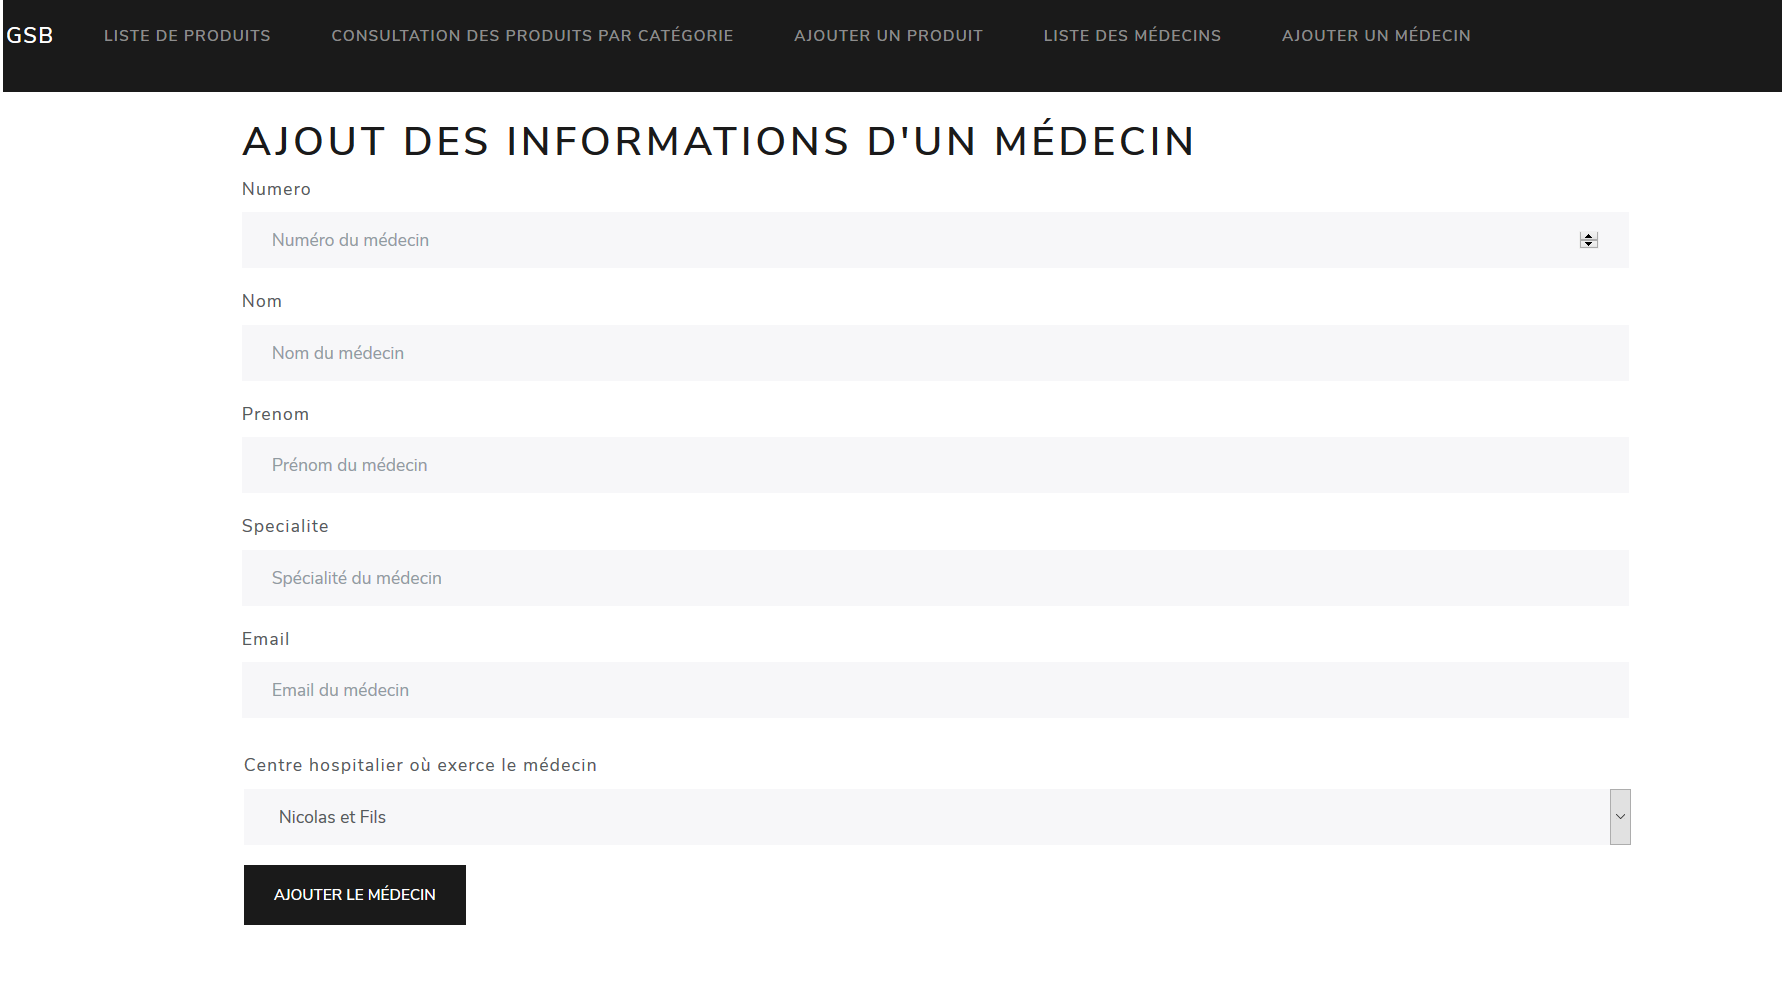 GSB LISTE DE PRODUITS CONSULTATION DES PRODUITS PAR CATÉGORIE AJOUTER UN PRODUIT LISTE DES MÉDECINS AJOUTER UN MÉDECIN
AJOUT DES INFORMATIONS D'UN MÉDECIN
Numero
Numéro du médecin
Nom
Nom du médecin
Prenom
Prénom du médecin
Specialite
Spécialité du médecin
Email
Email du médecin
Centre hospitalier où exerce le médecin
Nicolas et Fils
AJOUTER LE MÉDECIN